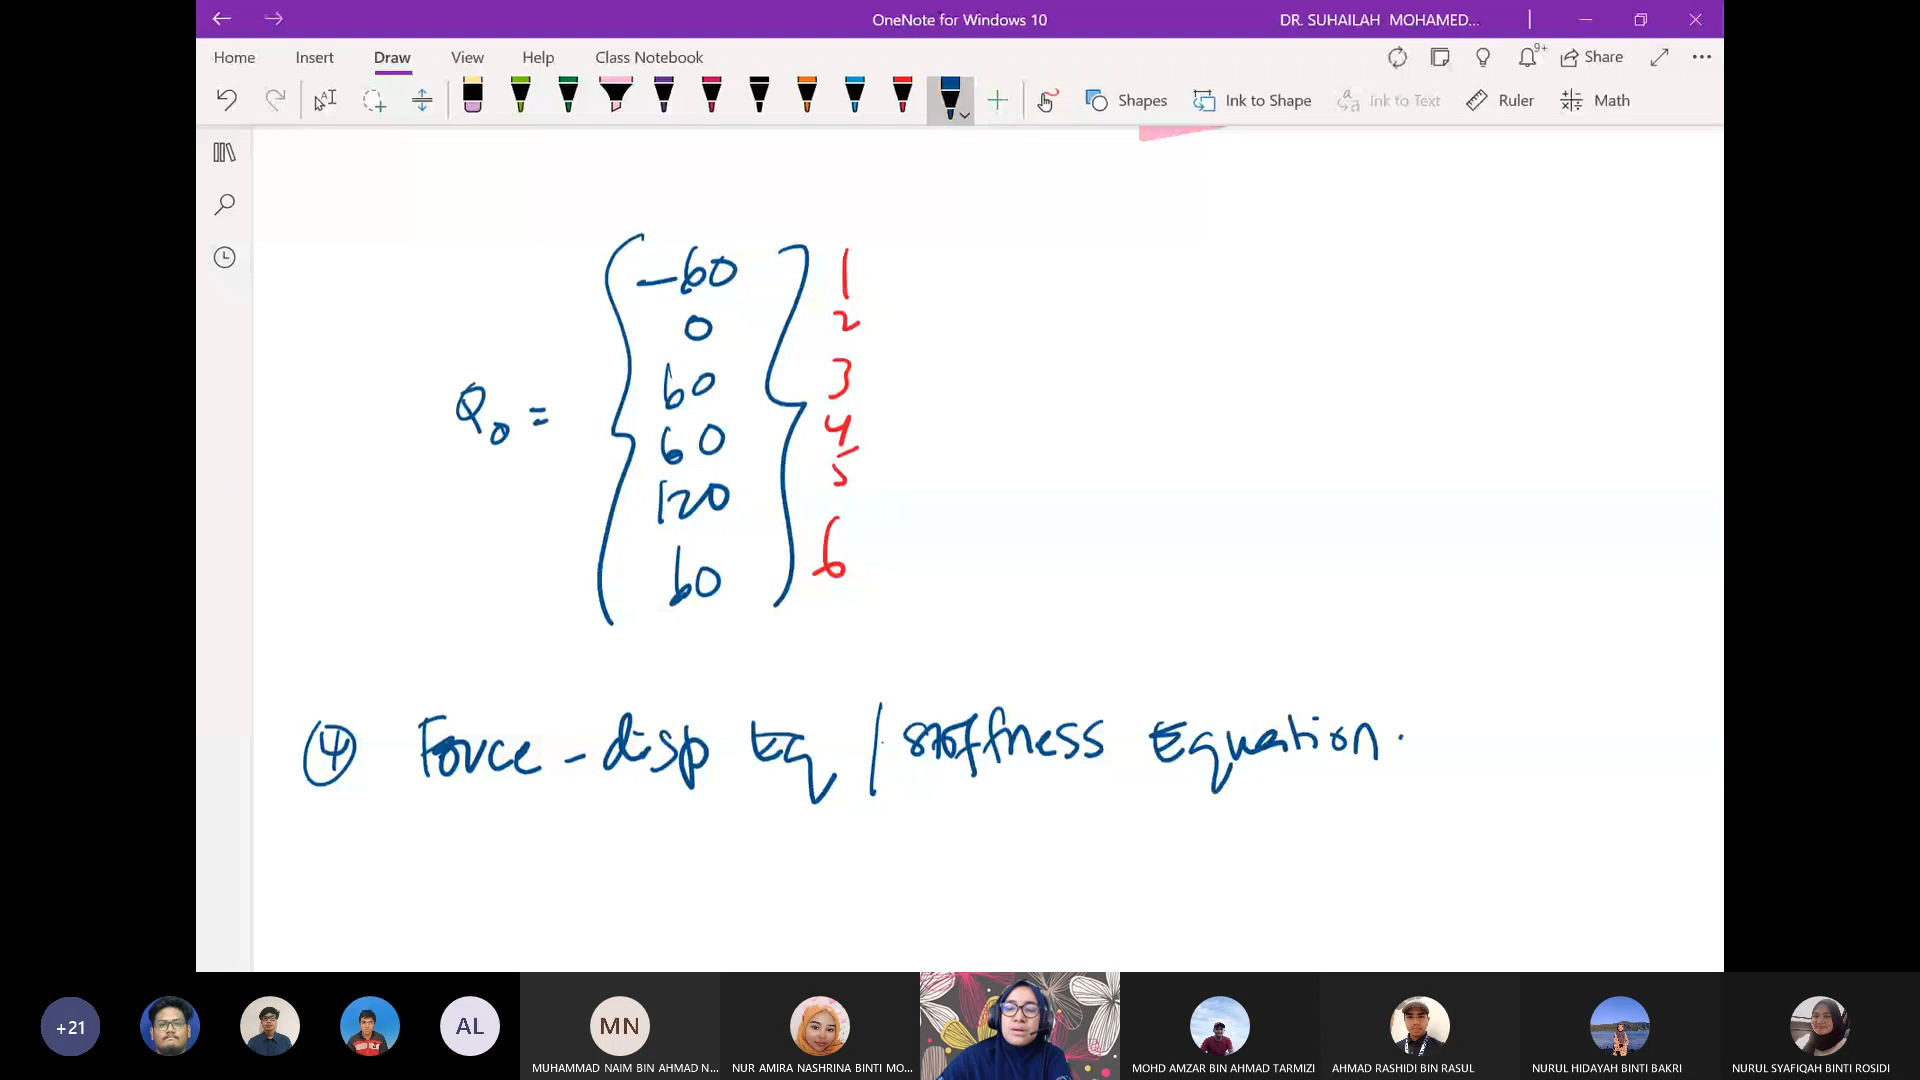 OneNote for Windows 10
DR. SUHAILAH MOHAMED...
Home Insert Draw View Help Class Notebook
9+ Share
Shapes Ink to Shape Ink to Text Ruler Math
-60 1
0 2
60 3
Q0 =
60 4
120 5
60 6
4 Force - disp Eq / stiffness Equation.
+21 AL MN
MUHAMMAD NAIM BIN AHMAD N... NUR AMIRA NASHRINA BINTI MO... MOHD AMZAR BIN AHMAD TARMIZI AHMAD RASHIDI BIN RASUL NURUL HIDAYAH BINTI BAKRI NURUL SYAFIQAH BINTI ROSIDI